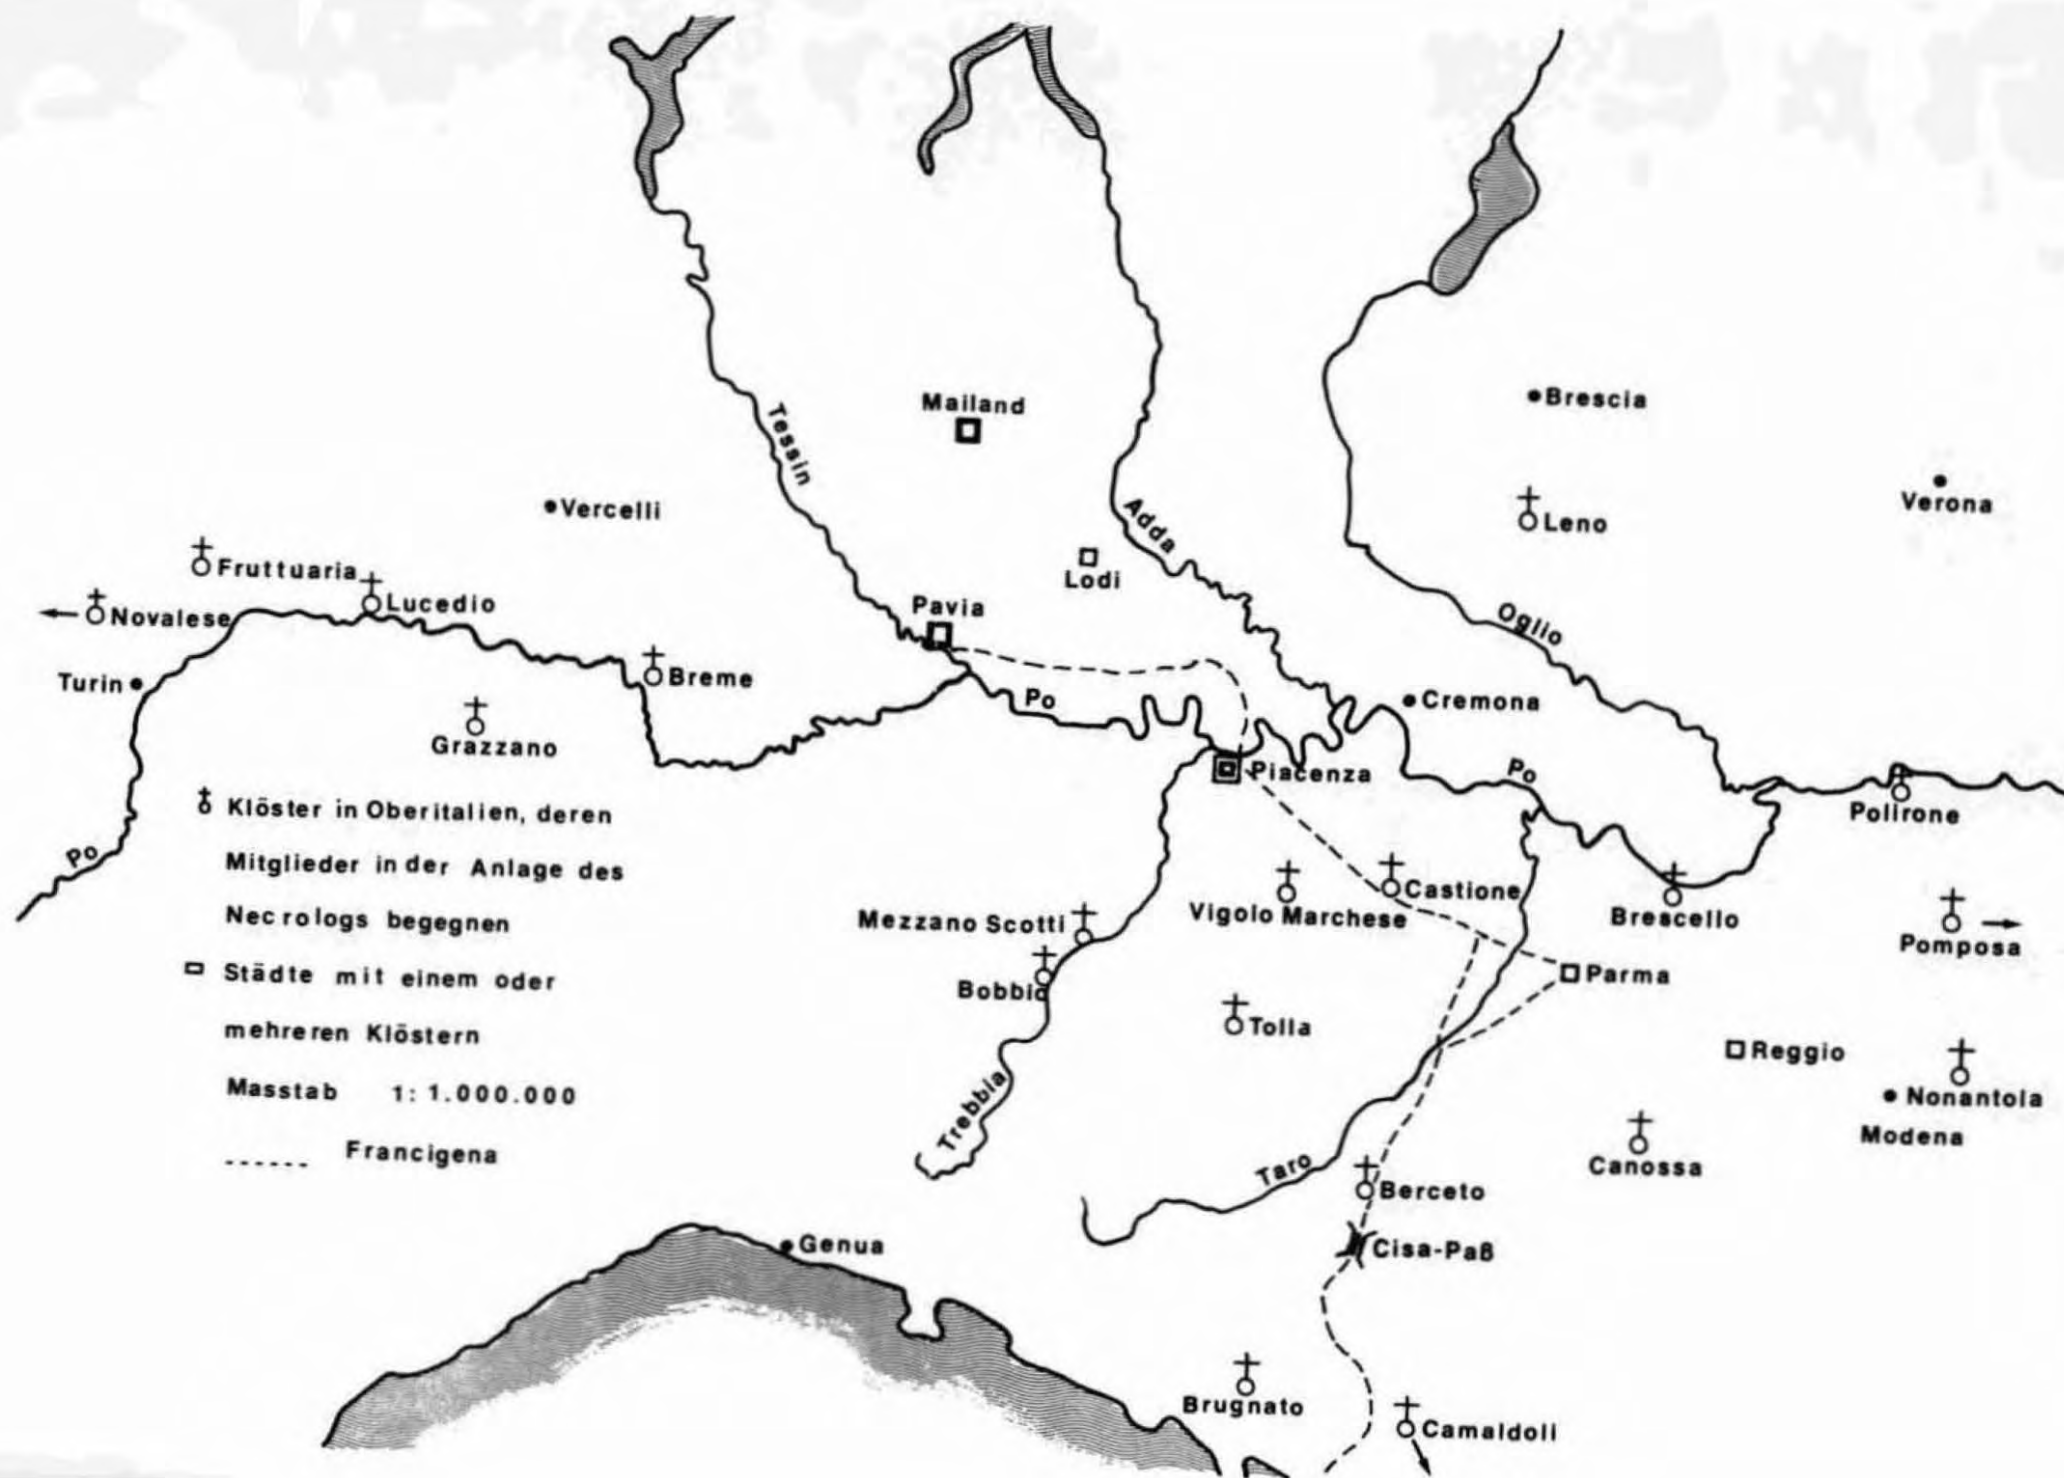 Mailand
Tessin
Brescia
Vercelli
Verona
Leno
Adda
Fruttuaria
Lodi
Lucedio
Pavia
Novalese
Oglio
Turin
Breme
Po
Cremona
Grazzano
Piacenza
Po
Polirone
Klöster in Oberitalien, deren
Mitglieder in der Anlage des
Necrologs begegnen
Städte mit einem oder
mehreren Klöstern
Masstab 1: 1.000.000
Francigena
Po
Castione
Vigolo Marchese
Brescello
Mezzano Scotti
Pomposa
Bobbio
Parma
Tolla
Reggio
Trebbia
Nonantola
Modena
Canossa
Taro
Berceto
Genua
Cisa-Paß
Brugnato
Camaldoli